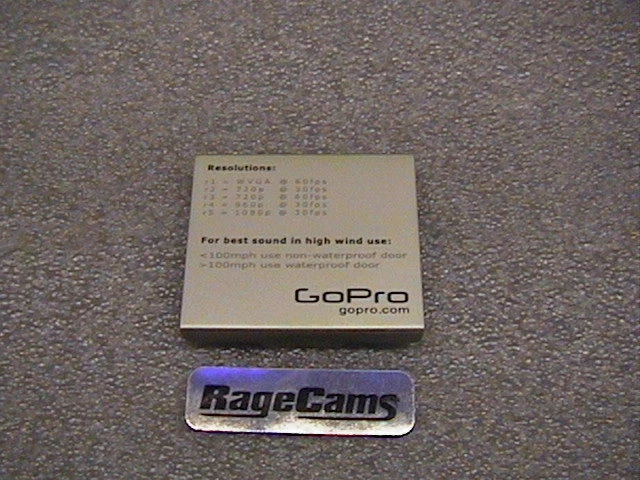 Resolutions:
r1 = WVGA @ 60fps
r2 = 720p @ 30fps
r3 = 720p @ 60fps
r4 = 960p @ 30fps
r5 = 1080p @ 30fps
For best sound in high wind use:
<100mph use non-waterproof door
>100mph use waterproof door
GoPro
gopro.com
RageCams